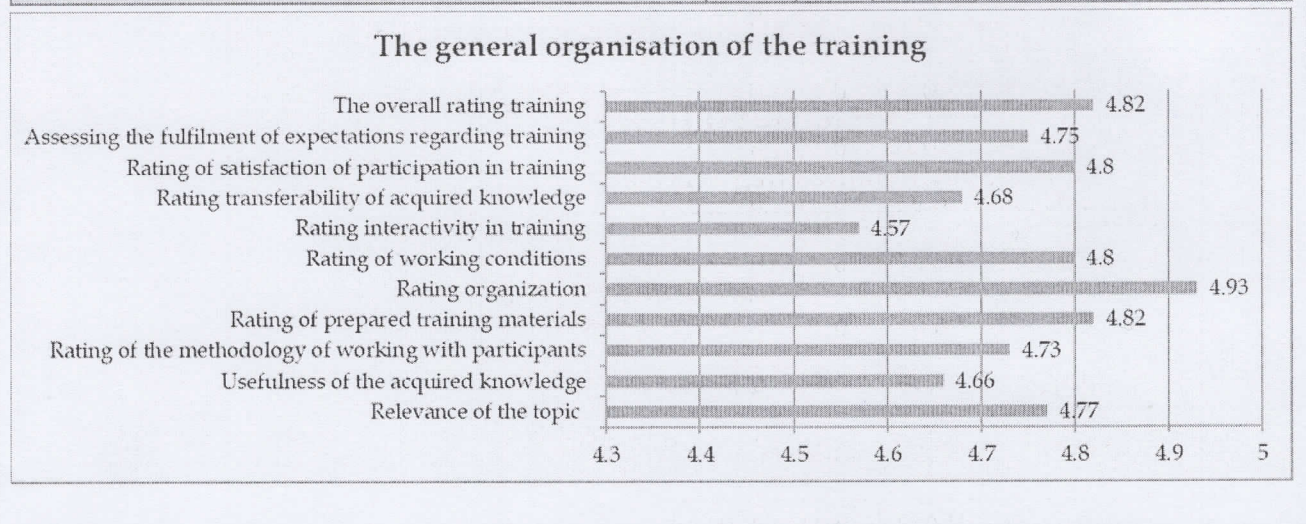 The general organisation of the training
The overall rating training 4.82
Assessing the fulfilment of expectations regarding training 4.75
Rating of satisfaction of participation in training 4.8
Rating transferability of acquired knowledge 4.68
Rating interactivity in training 4.57
Rating of working conditions 4.8
Rating organization 4.93
Rating of prepared training materials 4.82
Rating of the methodology of working with participants 4.73
Usefulness of the acquired knowledge 4.66
Relevance of the topic 4.77
4.3 4.4 4.5 4.6 4.7 4.8 4.9 5